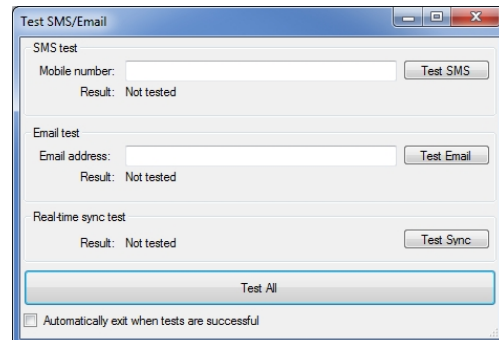 Test SMS/Email
SMS test
Mobile number:
Test SMS
Result: Not tested
Email test
Email address:
Test Email
Result: Not tested
Real-time sync test
Result: Not tested
Test Sync
Test All
Automatically exit when tests are successful